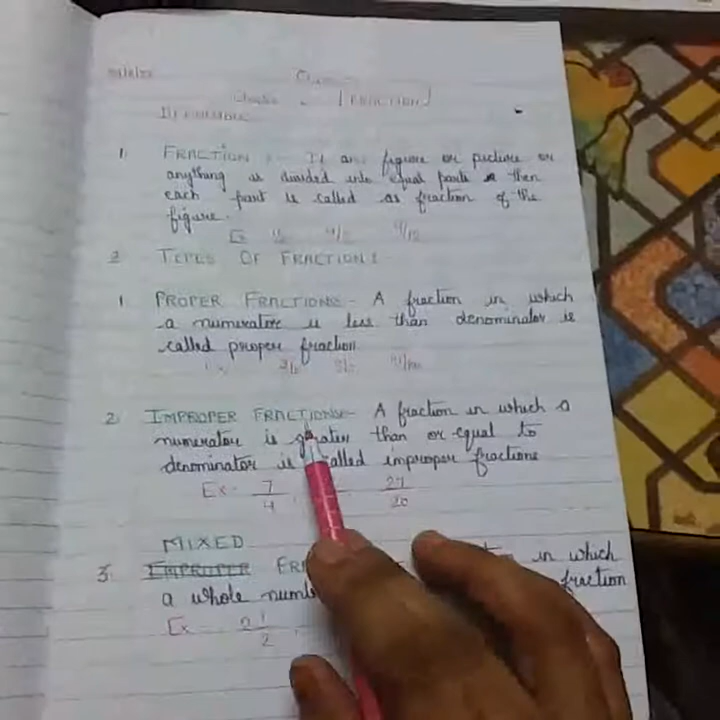 [FRACTION]
1. FRACTION :- If any figure or picture or
anything is divided into equal parts then
each part is called as fraction of the
figure.
Ex
2. TYPES OF FRACTION :
1 PROPER FRACTIONS - A fraction in which
a numerator is less than denominator is
called proper fraction
2 IMPROPER FRACTIONS - A fraction in which a
numerator is greater than or equal to
denominator is called improper fractions
Ex - 7/4, 27/20
MIXED
3. IMPROPER in which
a whole fraction
Ex 2 1/2,